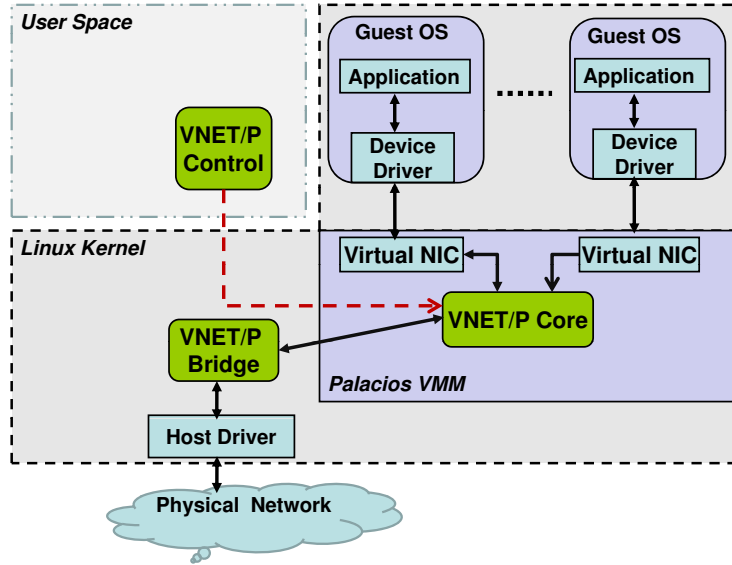 User Space
Guest OS
Guest OS
Application
Application
VNET/P
Control
Device
Driver
Device
Driver
Linux Kernel
Virtual NIC
Virtual NIC
VNET/P
Bridge
VNET/P Core
Palacios VMM
Host Driver
Physical Network